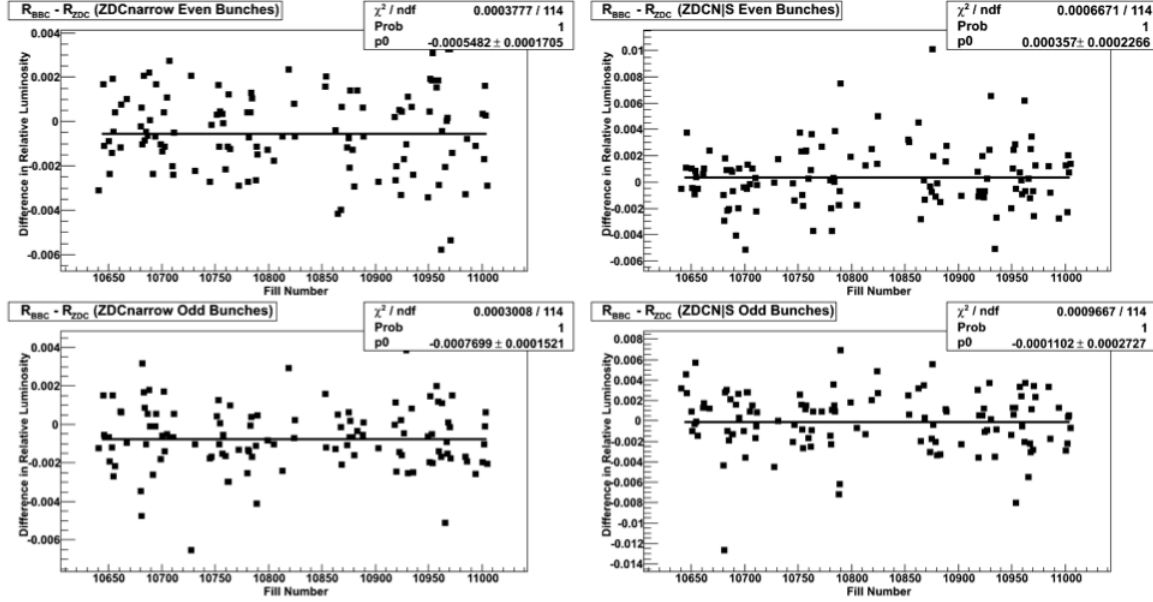 R_BBC - R_ZDC (ZDCnarrow Even Bunches)
χ² / ndf 0.0003777 / 114
Prob 1
p0 -0.0005482 ± 0.0001705
Difference in Relative Luminosity
0.004
0.002
0
-0.002
-0.004
-0.006
10650 10700 10750 10800 10850 10900 10950 11000
Fill Number
R_BBC - R_ZDC (ZDCN|S Even Bunches)
χ² / ndf 0.0006671 / 114
Prob 1
p0 0.000357 ± 0.0002266
Difference in Relative Luminosity
0.01
0.008
0.006
0.004
0.002
0
-0.002
-0.004
-0.006
10650 10700 10750 10800 10850 10900 10950 11000
Fill Number
R_BBC - R_ZDC (ZDCnarrow Odd Bunches)
χ² / ndf 0.0003008 / 114
Prob 1
p0 -0.0007699 ± 0.0001521
Difference in Relative Luminosity
0.004
0.002
0
-0.002
-0.004
-0.006
10650 10700 10750 10800 10850 10900 10950 11000
Fill Number
R_BBC - R_ZDC (ZDCN|S Odd Bunches)
χ² / ndf 0.0009667 / 114
Prob 1
p0 -0.0001102 ± 0.0002727
Difference in Relative Luminosity
0.008
0.006
0.004
0.002
0
-0.002
-0.004
-0.006
-0.008
-0.01
-0.012
-0.014
10650 10700 10750 10800 10850 10900 10950 11000
Fill Number